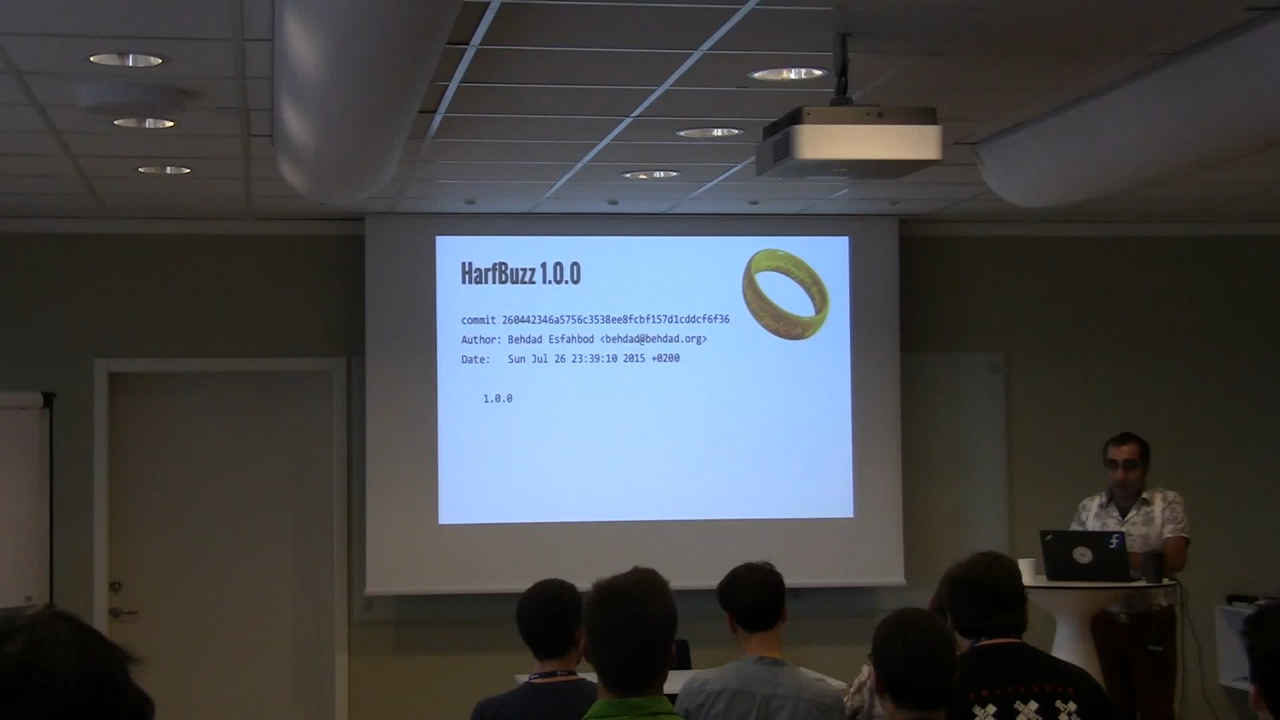 HarfBuzz 1.0.0
commit 260442346a5756c3538ee8fcbf157d1cddcf6f36
Author: Behdad Esfahbod <behdad@behdad.org>
Date: Sun Jul 26 23:39:10 2015 +0200
1.0.0